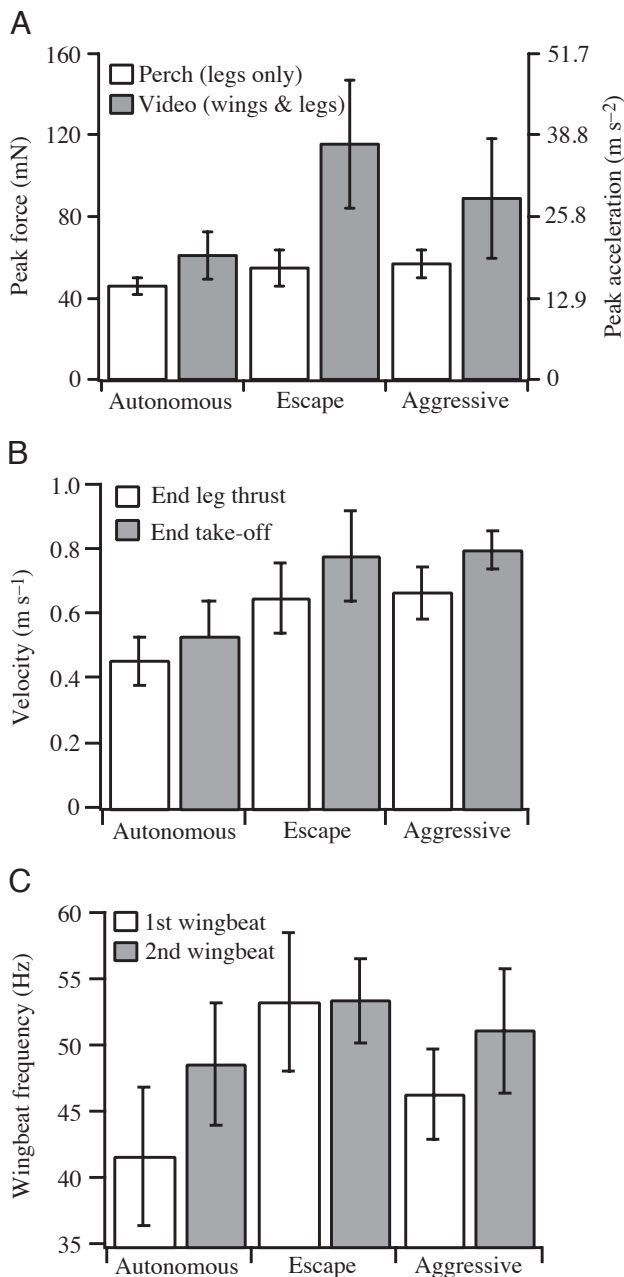 A
Peak force (mN)
160
120
80
40
0
Perch (legs only)
Video (wings & legs)
51.7
38.8
25.8
12.9
0
Peak acceleration (m s⁻²)
Autonomous Escape Aggressive
B
Velocity (m s⁻¹)
1.0
0.8
0.6
0.4
0.2
0
End leg thrust
End take-off
Autonomous Escape Aggressive
C
Wingbeat frequency (Hz)
60
55
50
45
40
35
1st wingbeat
2nd wingbeat
Autonomous Escape Aggressive